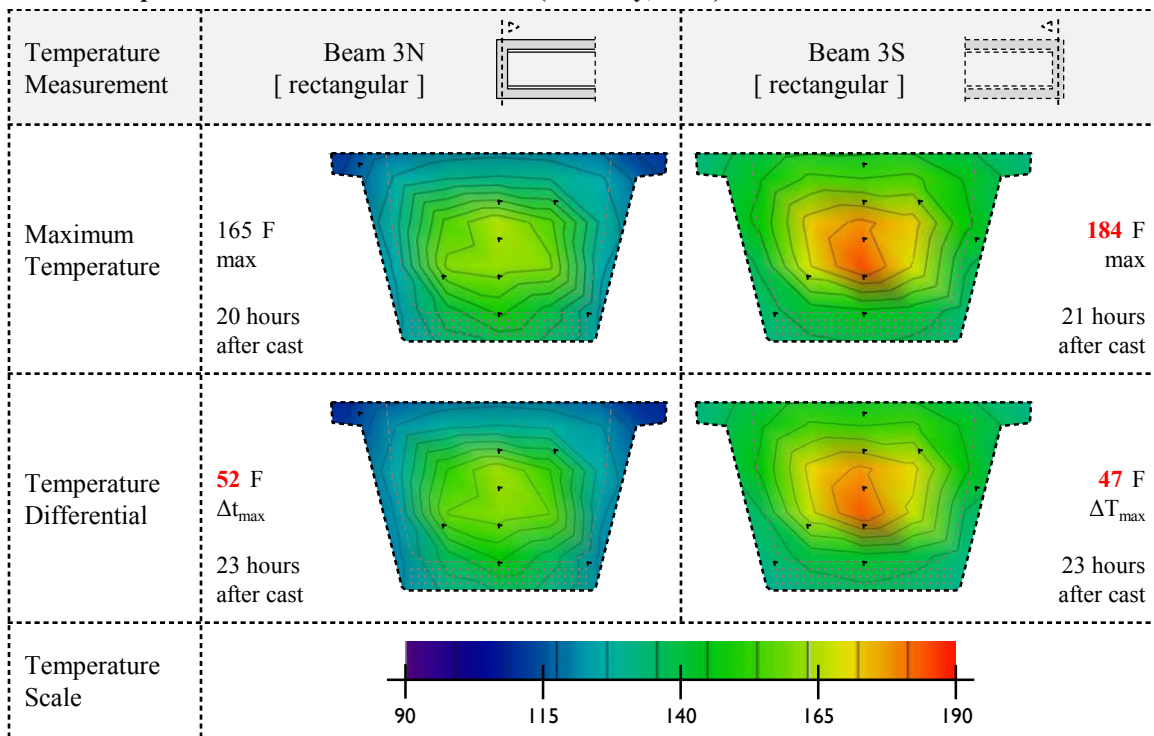 Temperature Measurement
Beam 3N
[ rectangular ]
Beam 3S
[ rectangular ]
Maximum Temperature
165 F
max
20 hours
after cast
184 F
max
21 hours
after cast
Temperature Differential
52 F
Δtmax
23 hours
after cast
47 F
ΔTmax
23 hours
after cast
Temperature Scale
90 115 140 165 190